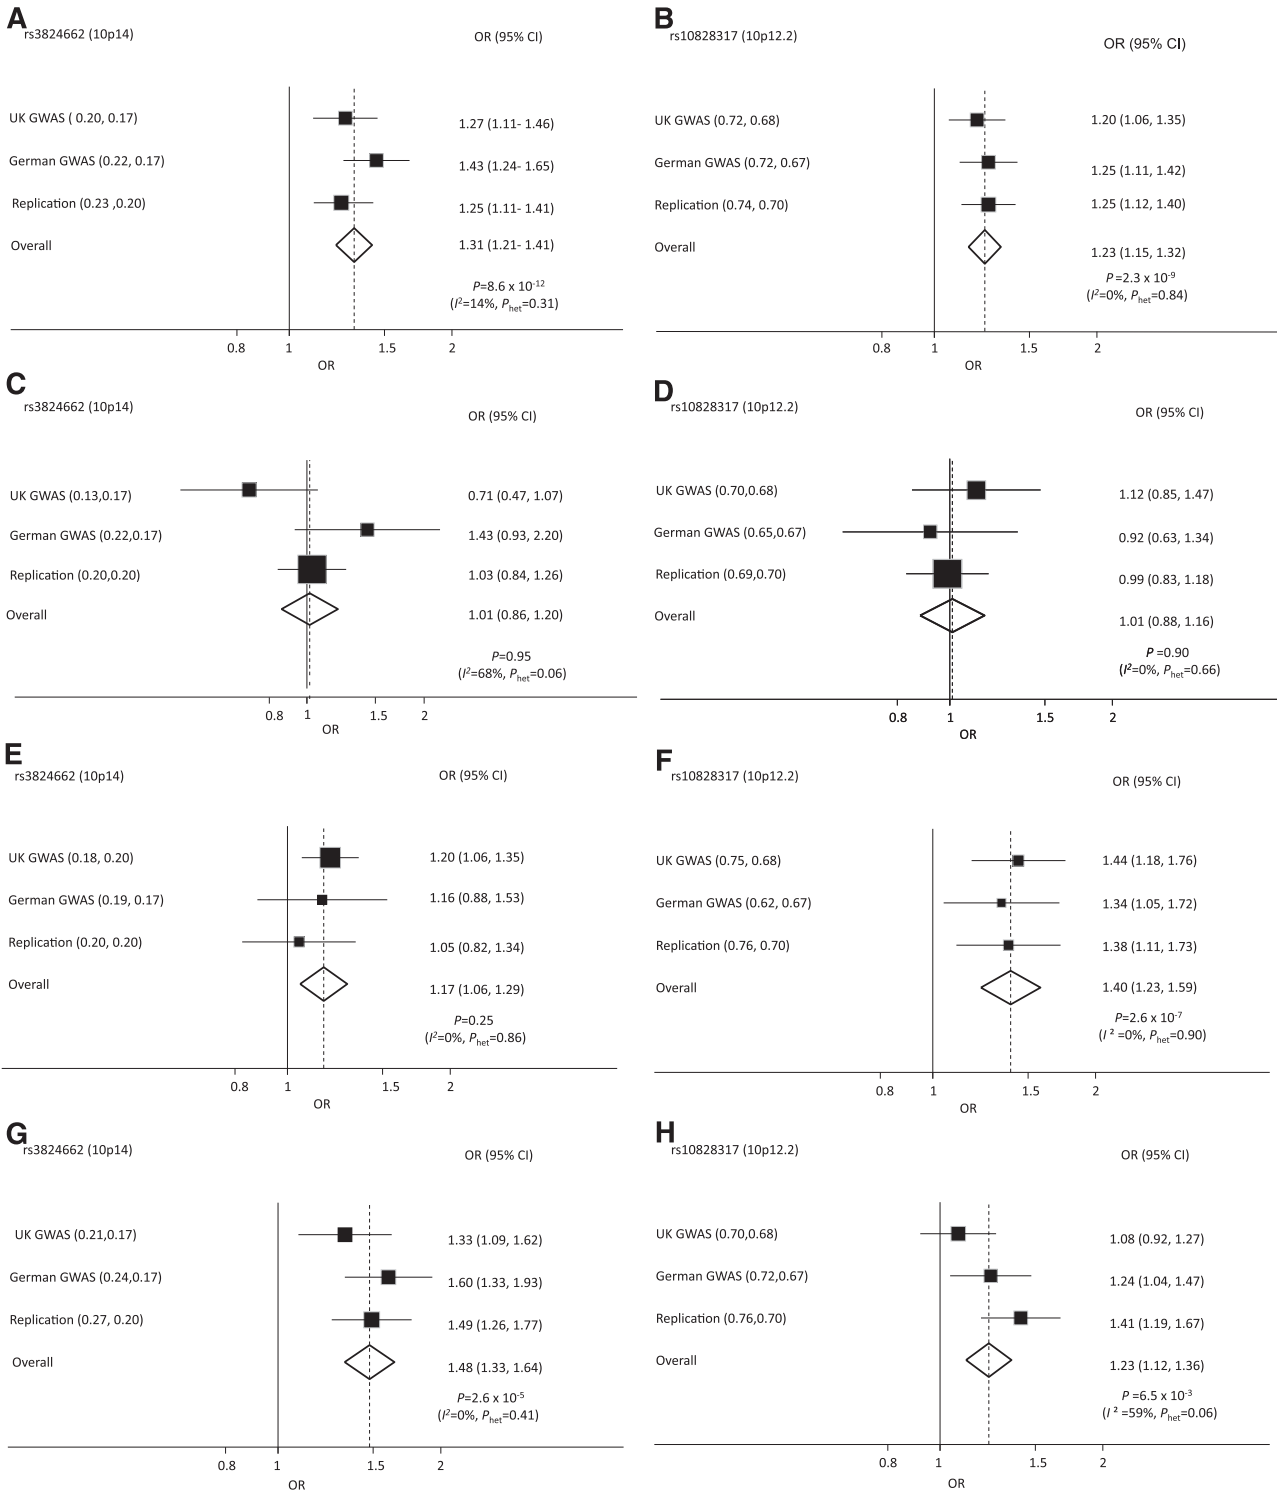 A
rs3824662 (10p14)
OR (95% CI)
UK GWAS ( 0.20, 0.17)
1.27 (1.11- 1.46)
German GWAS (0.22, 0.17)
1.43 (1.24- 1.65)
Replication (0.23 ,0.20)
1.25 (1.11- 1.41)
Overall
1.31 (1.21- 1.41)
P=8.6 x 10-12
(I2=14%, Phet=0.31)
0.8 1 1.5 2
OR
B
rs10828317 (10p12.2)
OR (95% CI)
UK GWAS (0.72, 0.68)
1.20 (1.06, 1.35)
German GWAS (0.72, 0.67)
1.25 (1.11, 1.42)
Replication (0.74, 0.70)
1.25 (1.12, 1.40)
Overall
1.23 (1.15, 1.32)
P=2.3 x 10-9
(I2=0%, Phet=0.84)
0.8 1 1.5 2
OR
C
rs3824662 (10p14)
OR (95% CI)
UK GWAS (0.13,0.17)
0.71 (0.47, 1.07)
German GWAS (0.22,0.17)
1.43 (0.93, 2.20)
Replication (0.20,0.20)
1.03 (0.84, 1.26)
Overall
1.01 (0.86, 1.20)
P=0.95
(I2=68%, Phet=0.06)
0.8 1 1.5 2
OR
D
rs10828317 (10p12.2)
OR (95% CI)
UK GWAS (0.70,0.68)
1.12 (0.85, 1.47)
German GWAS (0.65,0.67)
0.92 (0.63, 1.34)
Replication (0.69,0.70)
0.99 (0.83, 1.18)
Overall
1.01 (0.88, 1.16)
P =0.90
(I2=0%, Phet=0.66)
0.8 1 1.5 2
OR
E
rs3824662 (10p14)
OR (95% CI)
UK GWAS (0.18, 0.20)
1.20 (1.06, 1.35)
German GWAS (0.19, 0.17)
1.16 (0.88, 1.53)
Replication (0.20, 0.20)
1.05 (0.82, 1.34)
Overall
1.17 (1.06, 1.29)
P=0.25
(I2=0%, Phet=0.86)
0.8 1 1.5 2
OR
F
rs10828317 (10p12.2)
OR (95% CI)
UK GWAS (0.75, 0.68)
1.44 (1.18, 1.76)
German GWAS (0.62, 0.67)
1.34 (1.05, 1.72)
Replication (0.76, 0.70)
1.38 (1.11, 1.73)
Overall
1.40 (1.23, 1.59)
P=2.6 x 10-7
(I ² =0%, Phet=0.90)
0.8 1 1.5 2
OR
G
rs3824662 (10p14)
OR (95% CI)
UK GWAS (0.21,0.17)
1.33 (1.09, 1.62)
German GWAS (0.24,0.17)
1.60 (1.33, 1.93)
Replication (0.27, 0.20)
1.49 (1.26, 1.77)
Overall
1.48 (1.33, 1.64)
P=2.6 x 10-5
(I2=0%, Phet=0.41)
0.8 1 1.5 2
OR
H
rs10828317 (10p12.2)
OR (95% CI)
UK GWAS (0.70,0.68)
1.08 (0.92, 1.27)
German GWAS (0.72,0.67)
1.24 (1.04, 1.47)
Replication (0.76,0.70)
1.41 (1.19, 1.67)
Overall
1.23 (1.12, 1.36)
P =6.5 x 10-3
(I ² =59%, Phet=0.06)
0.8 1 1.5 2
OR